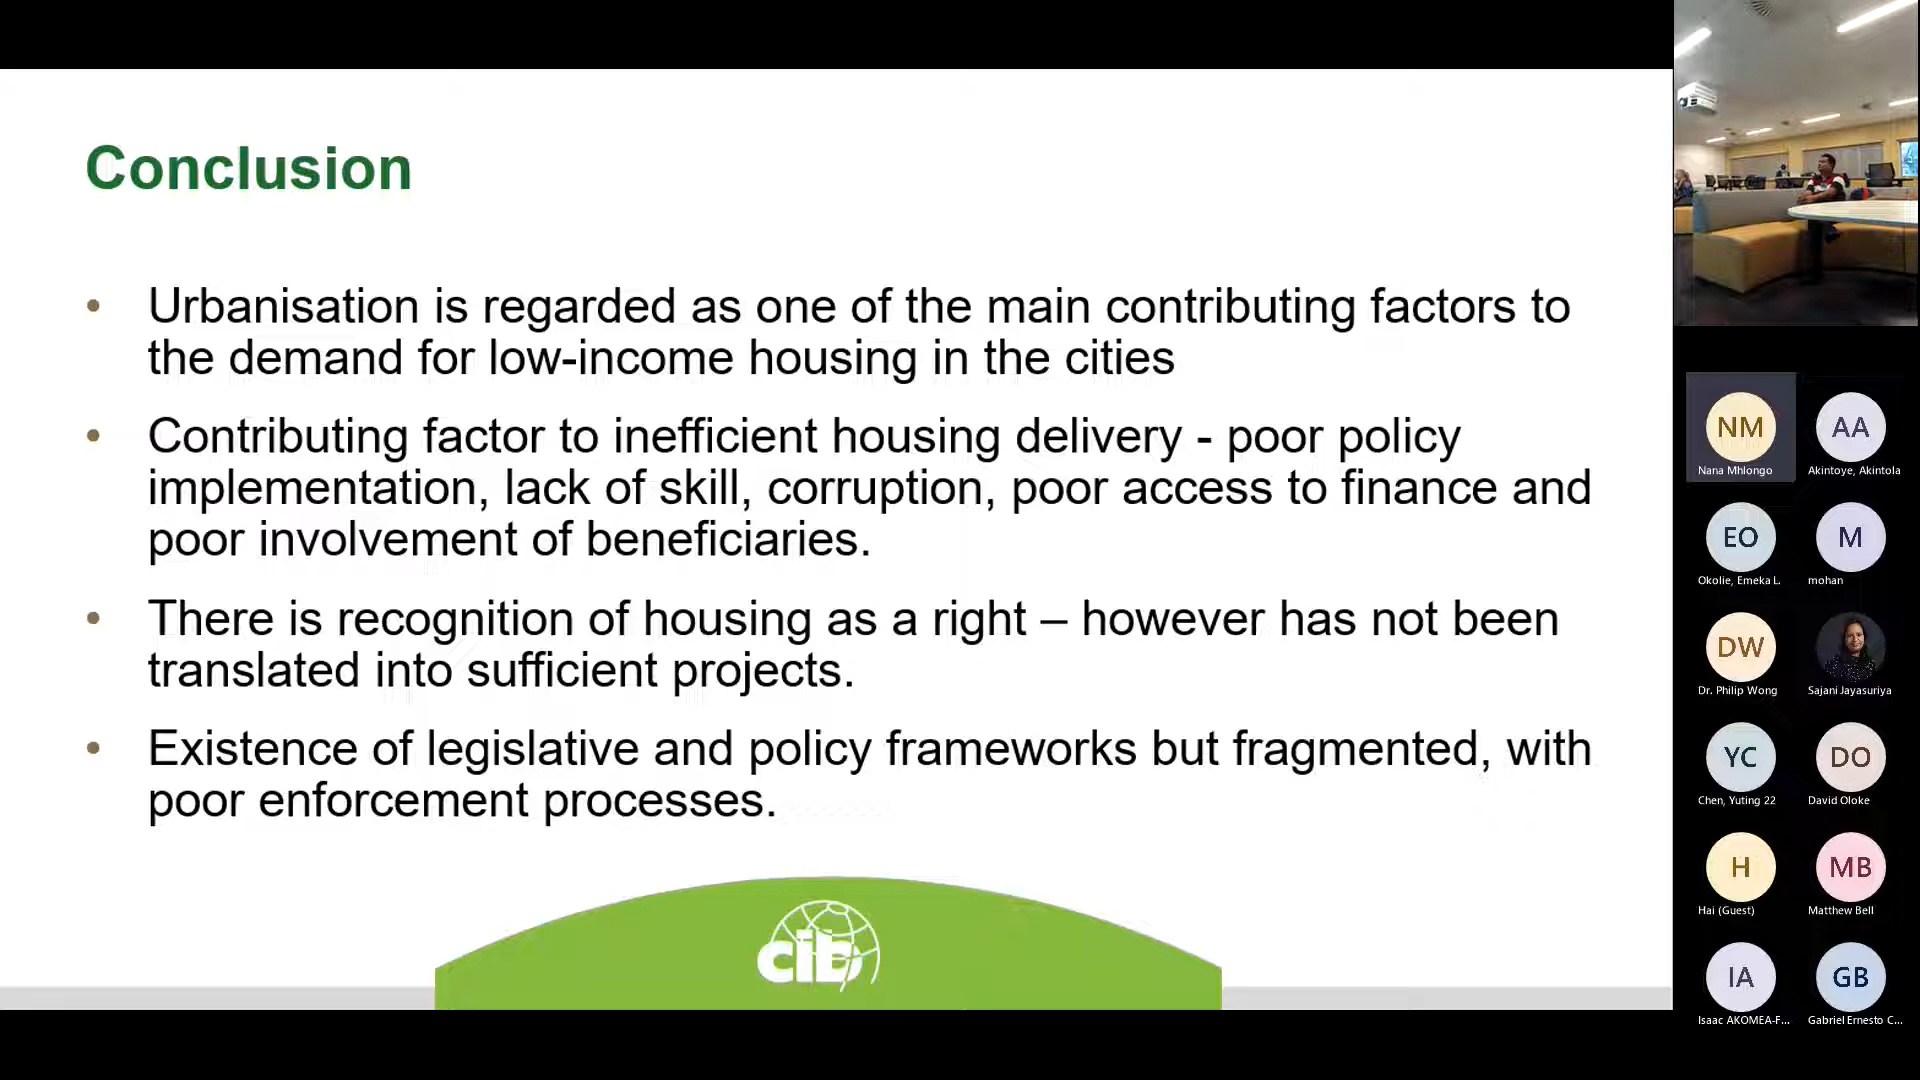 Conclusion
• Urbanisation is regarded as one of the main contributing factors to
the demand for low-income housing in the cities
• Contributing factor to inefficient housing delivery - poor policy
implementation, lack of skill, corruption, poor access to finance and
poor involvement of beneficiaries.
• There is recognition of housing as a right – however has not been
translated into sufficient projects.
• Existence of legislative and policy frameworks but fragmented, with
poor enforcement processes.
cib
NM
Nana Mhlongo
AA
Akintoye, Akintola
EO
Okolie, Emeka L.
M
mohan
DW
Dr. Philip Wong
Sajani Jayasuriya
YC
Chen, Yuting 22
DO
David Oloke
H
Hai (Guest)
MB
Matthew Bell
IA
Isaac AKOMEA-F...
GB
Gabriel Ernesto C...